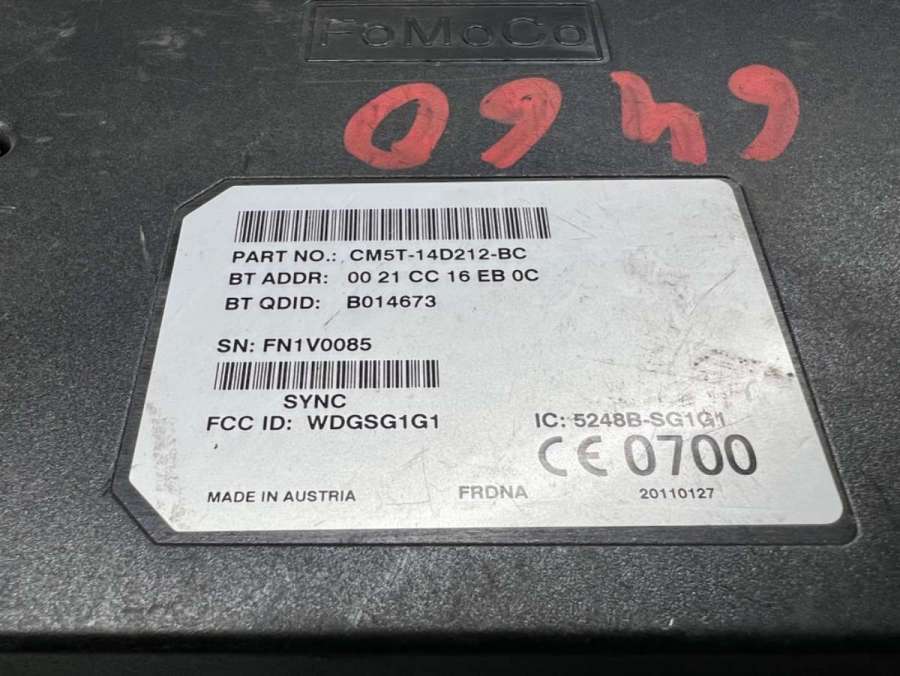 FoMoCo
PART NO.: CM5T-14D212-BC
BT ADDR: 00 21 CC 16 EB 0C
BT QDID: B014673
SN: FN1V0085
SYNC
FCC ID: WDGSG1G1 IC: 5248B-SG1G1
CE 0700
MADE IN AUSTRIA FRDNA 20110127